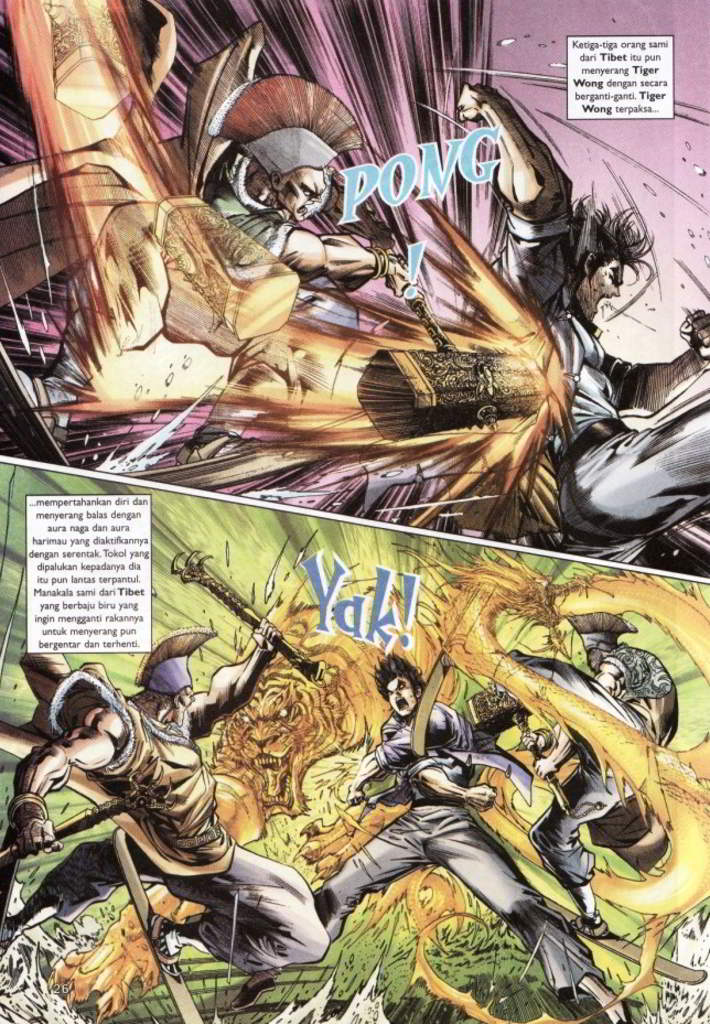 Ketiga-tiga orang sami
dari Tibet itu pun
menyerang Tiger
Wong dengan secara
berganti-ganti. Tiger
Wong terpaksa...
PONG
!
...mempertahankan diri dan
menyerang balas dengan
aura naga dan aura
harimau yang diaktifkannya
dengan serentak. Tokol yang
dipalukan kepadanya dia
itu pun lantas terpantul.
Manakala sami dari Tibet
yang berbaju biru yang
ingin mengganti rakannya
untuk menyerang pun
bergentar dan terhenti.
Yak!
26